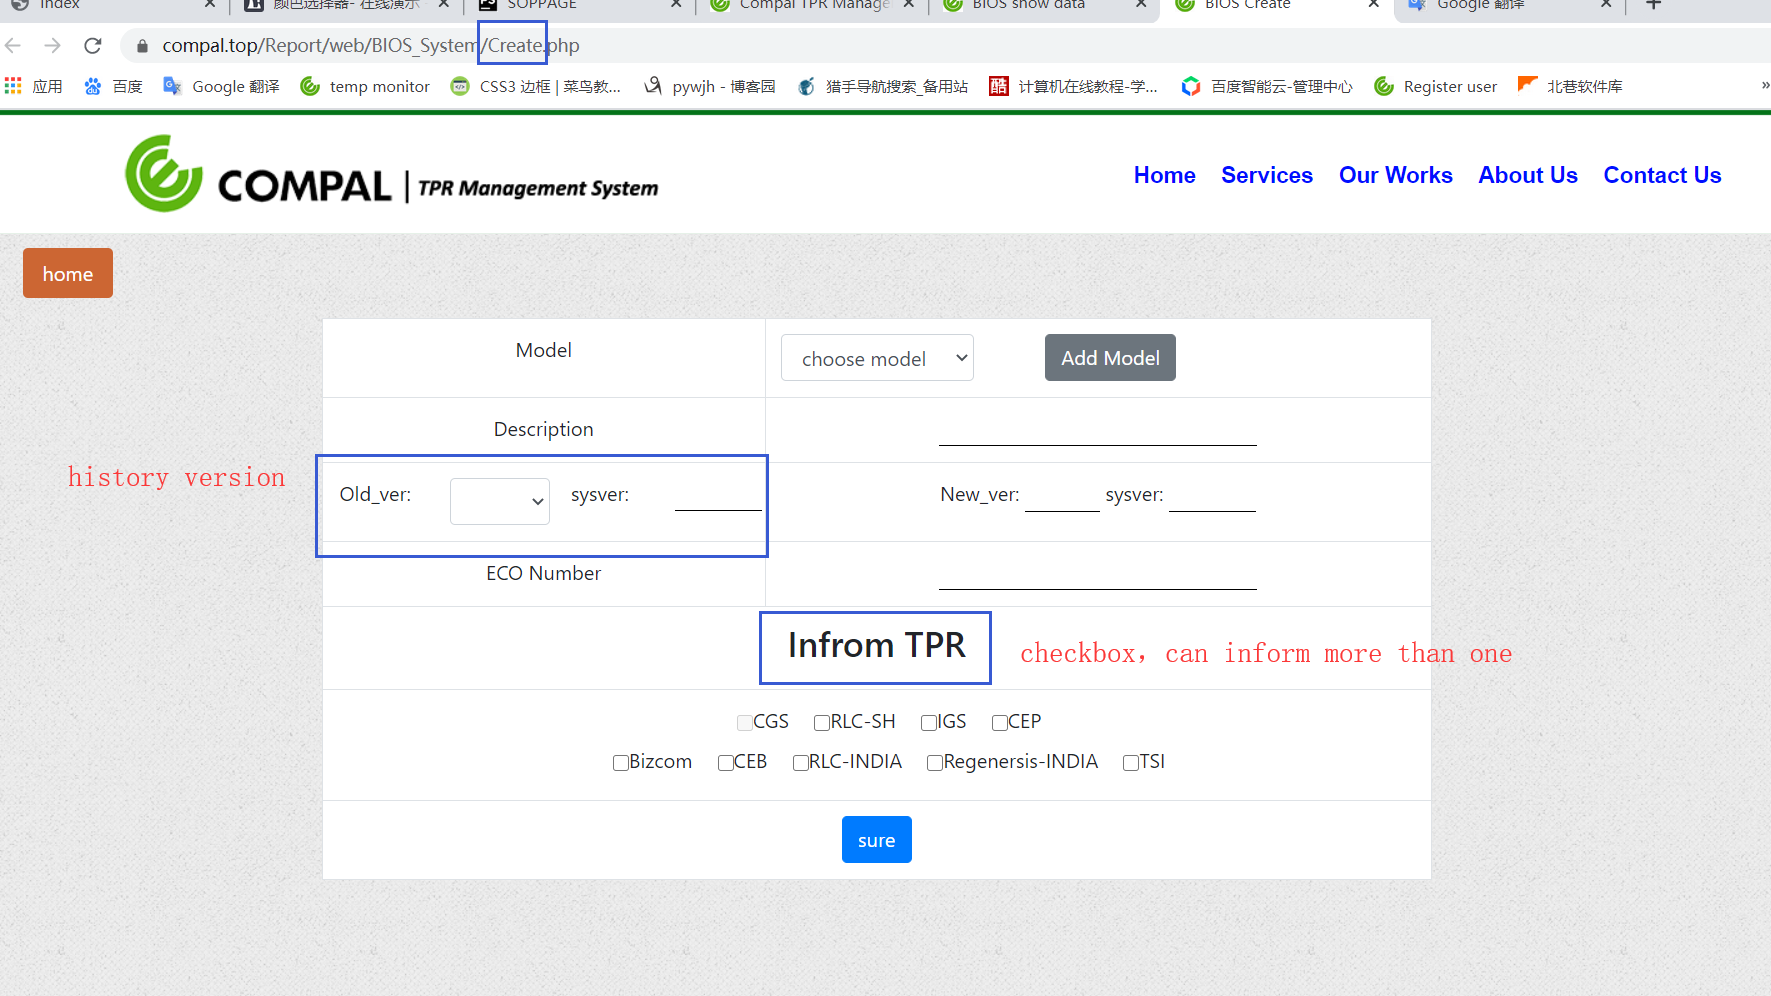 Index
颜色选择器- 在线演示
SOPPAGE
Compal TPR Manage
BIOS show data
BIOS Create
Google 翻译
compal.top/Report/web/BIOS_System/Create.php
应用 百度 Google 翻译 temp monitor CSS3 边框 | 菜鸟教... pywjh - 博客园 猎手导航搜索_备用站 酷 计算机在线教程-学... 百度智能云-管理中心 Register user 北巷软件库 »
COMPAL | TPR Management System
Home Services Our Works About Us Contact Us
home
Model choose model Add Model
Description
history version
Old_ver: sysver: New_ver: sysver:
ECO Number
Infrom TPR
checkbox, can inform more than one
CGS RLC-SH IGS CEP
Bizcom CEB RLC-INDIA Regenersis-INDIA TSI
sure